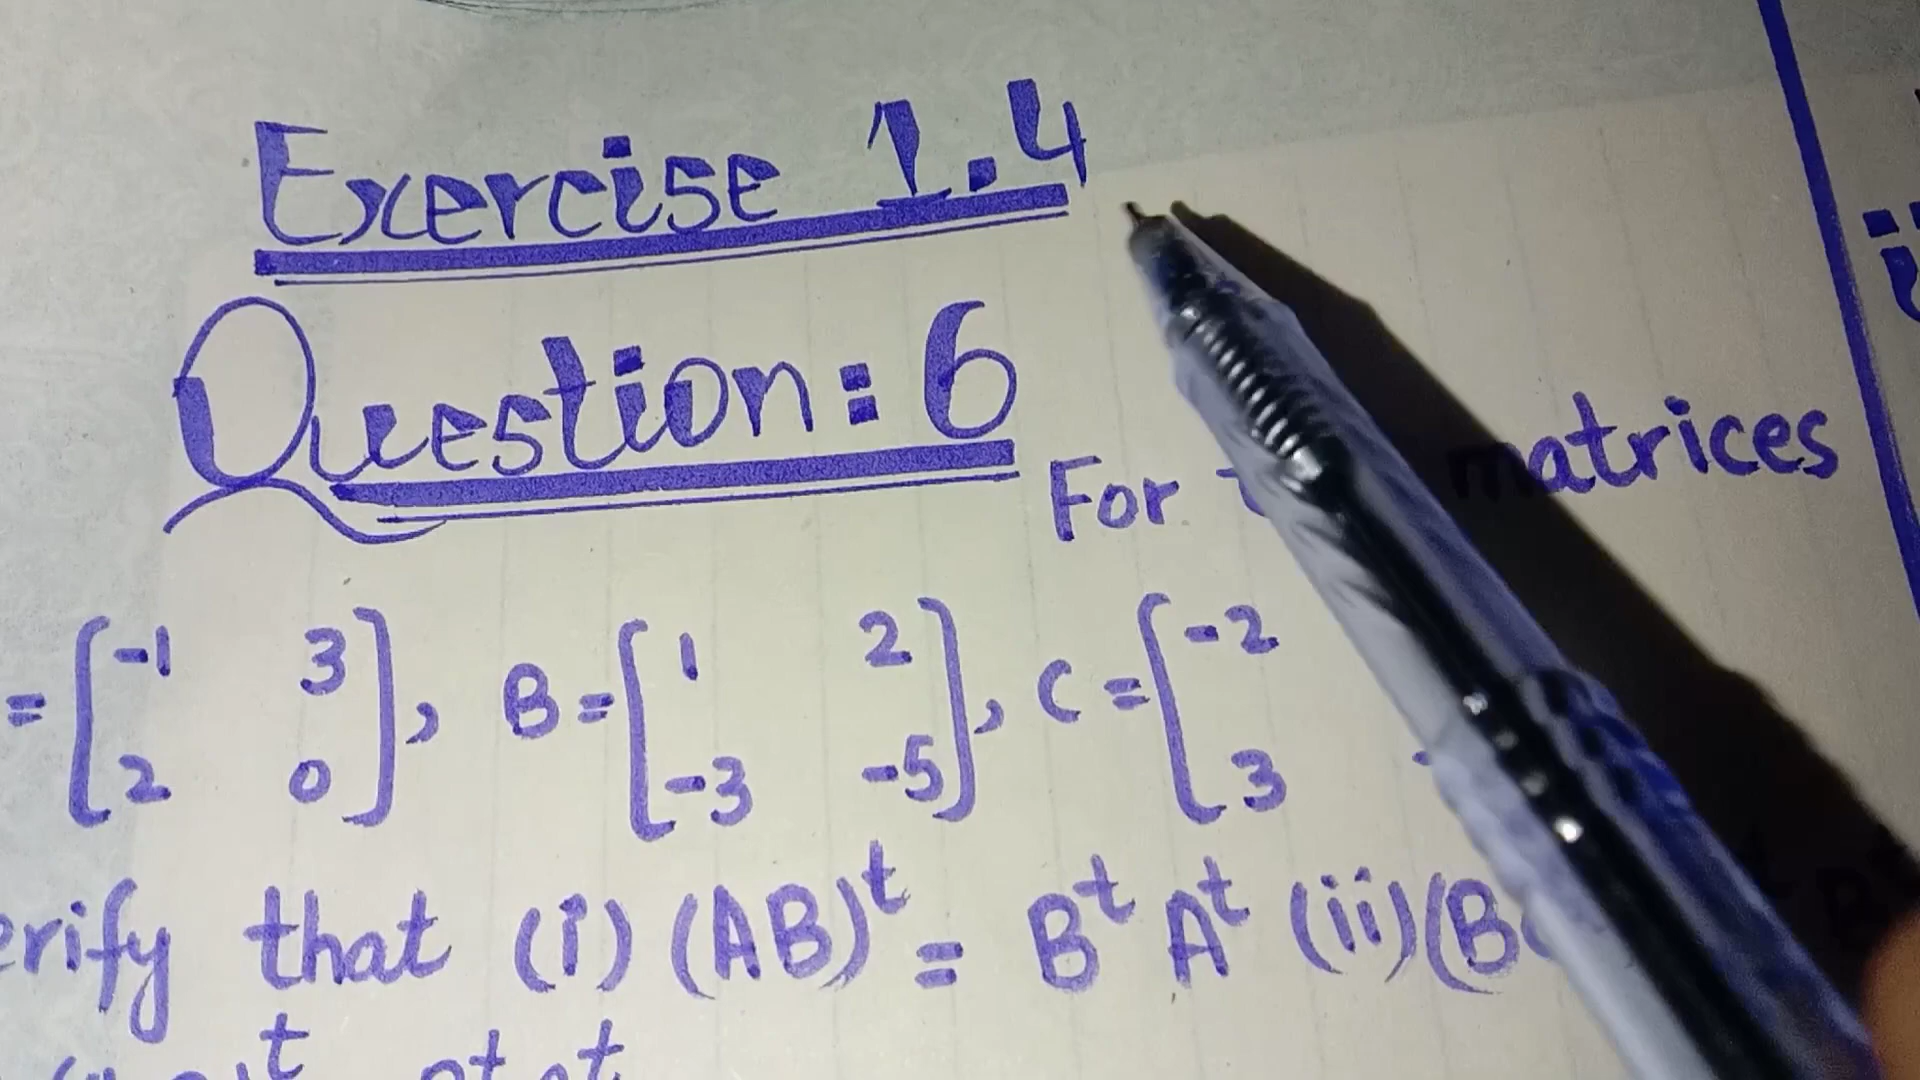 Exercise 1.4
Question: 6
For matrices
= [-1 3], B = [1 2], C = [-2
2 0 -3 -5 3
erify that (i) (AB)^t = B^t A^t (ii) (B